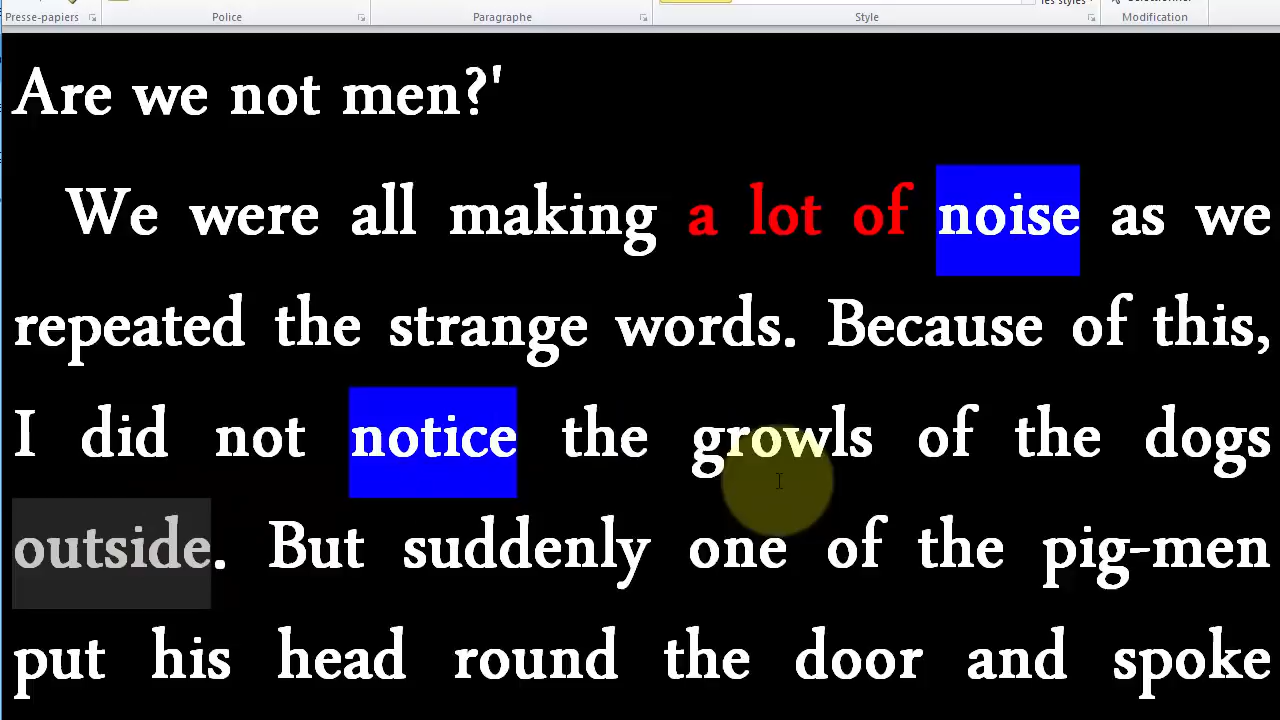 Presse-papiers Police Paragraphe Style Modification
Are we not men?'
We were all making a lot of noise as we
repeated the strange words. Because of this,
I did not notice the growls of the dogs
outside. But suddenly one of the pig-men
put his head round the door and spoke